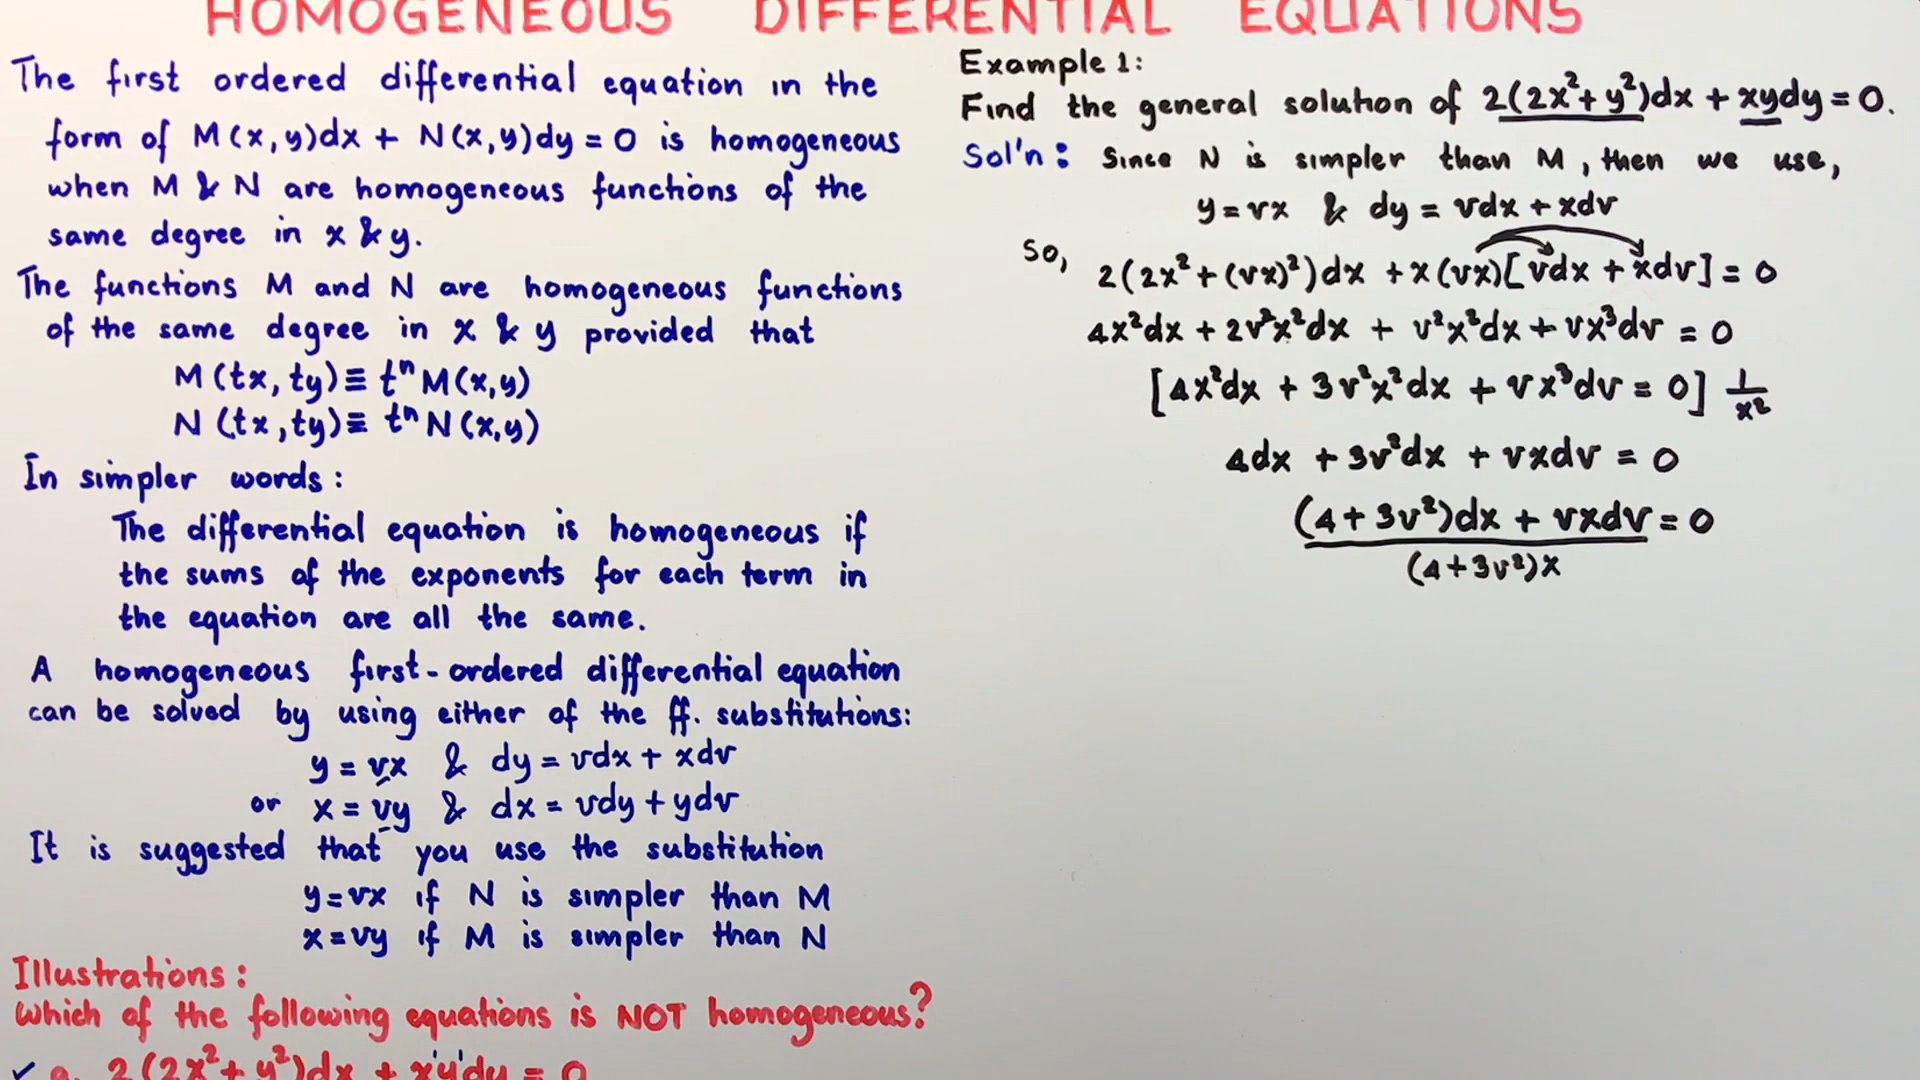 HOMOGENEOUS DIFFERENTIAL EQUATIONS
The first ordered differential equation in the
form of M(x,y)dx + N(x,y)dy = 0 is homogeneous
when M & N are homogeneous functions of the
same degree in x & y.
The functions M and N are homogeneous functions
of the same degree in x & y provided that
M(tx, ty) ≡ tⁿ M(x,y)
N(tx, ty) ≡ tⁿ N(x,y)
In simpler words:
The differential equation is homogeneous if
the sums of the exponents for each term in
the equation are all the same.
A homogeneous first-ordered differential equation
can be solved by using either of the ff. substitutions:
y = vx & dy = vdx + xdv
or x = vy & dx = vdy + ydv
It is suggested that you use the substitution
y = vx if N is simpler than M
x = vy if M is simpler than N
Illustrations:
Which of the following equations is NOT homogeneous?
✓ a. 2(2x²+ y²)dx + x'y'dy = 0
Example 1:
Find the general solution of 2(2x²+ y²)dx + xydy = 0.
Sol'n: Since N is simpler than M, then we use,
y = vx & dy = vdx + xdv
So,
2(2x² + (vx)²)dx + x(vx)[vdx + xdv] = 0
4x²dx + 2v²x²dx + v²x²dx + vx³dv = 0
[4x²dx + 3v²x²dx + vx³dv = 0] 1/x²
4dx + 3v²dx + vxdv = 0
(4 + 3v²)dx + vxdv = 0
(4+3v²)x